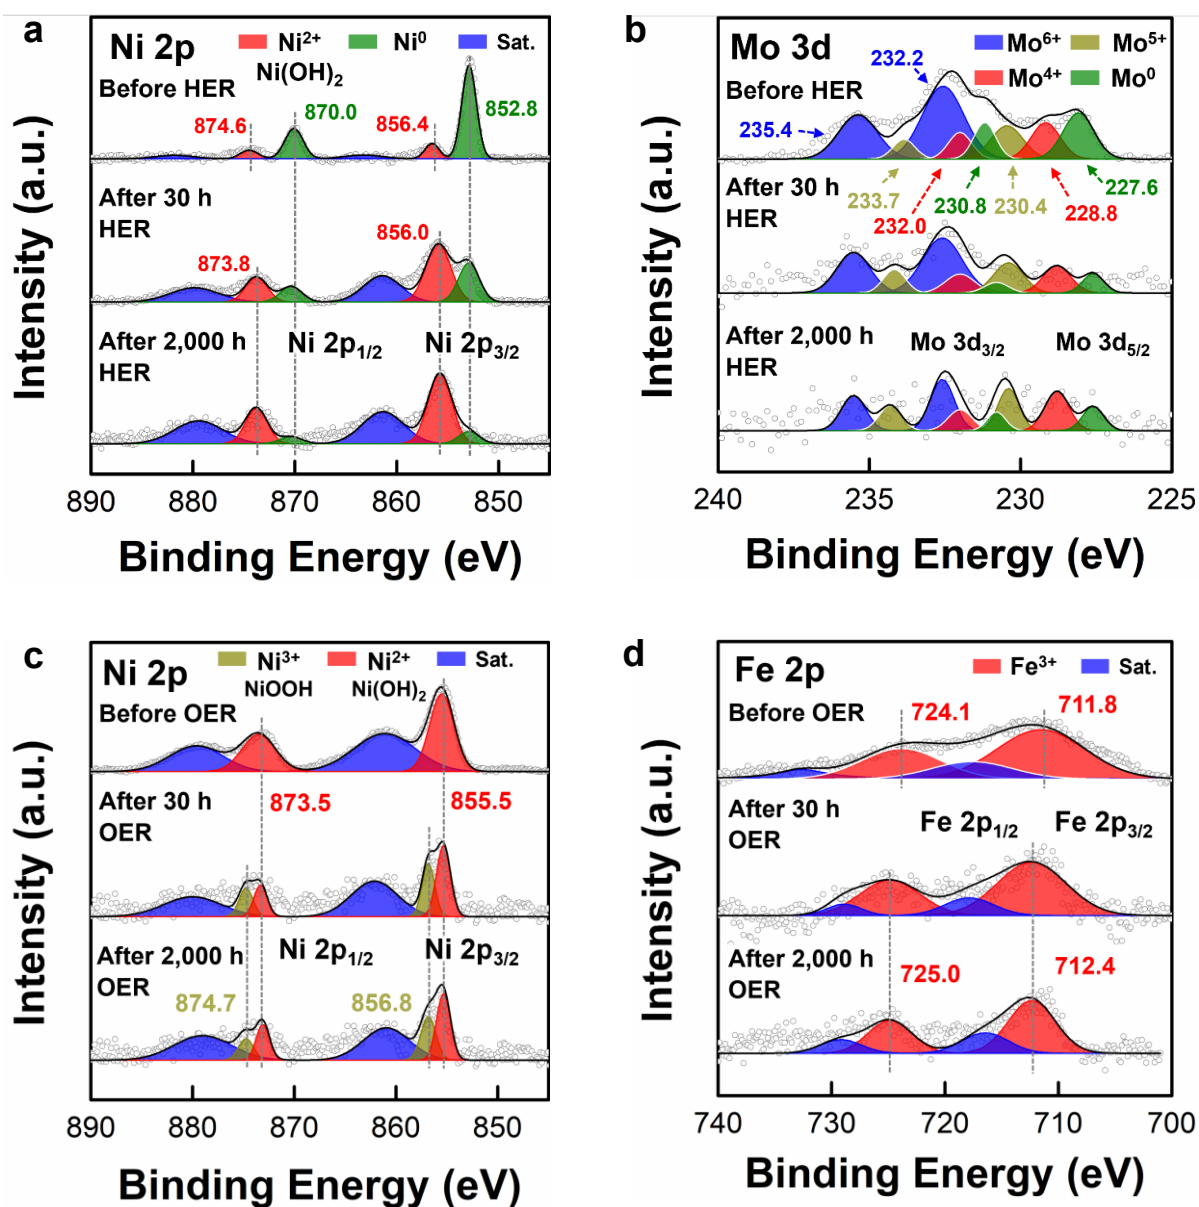 a
Ni 2p
Ni2+
Ni0
Sat.
Ni(OH)2
Before HER
874.6
870.0
856.4
852.8
After 30 h
HER
873.8
856.0
After 2,000 h
HER
Ni 2p1/2
Ni 2p3/2
Intensity (a.u.)
890
880
870
860
850
Binding Energy (eV)
b
Mo 3d
Mo6+
Mo5+
Mo4+
Mo0
Before HER
235.4
232.2
233.7
232.0
230.8
230.4
228.8
227.6
After 30 h
HER
After 2,000 h
HER
Mo 3d3/2
Mo 3d5/2
Intensity (a.u.)
240
235
230
225
Binding Energy (eV)
c
Ni 2p
Ni3+
NiOOH
Ni2+
Ni(OH)2
Sat.
Before OER
873.5
855.5
After 30 h
OER
Ni 2p1/2
Ni 2p3/2
After 2,000 h
OER
874.7
856.8
Intensity (a.u.)
890
880
870
860
850
Binding Energy (eV)
d
Fe 2p
Fe3+
Sat.
Before OER
724.1
711.8
After 30 h
OER
Fe 2p1/2
Fe 2p3/2
After 2,000 h
OER
725.0
712.4
Intensity (a.u.)
740
730
720
710
700
Binding Energy (eV)